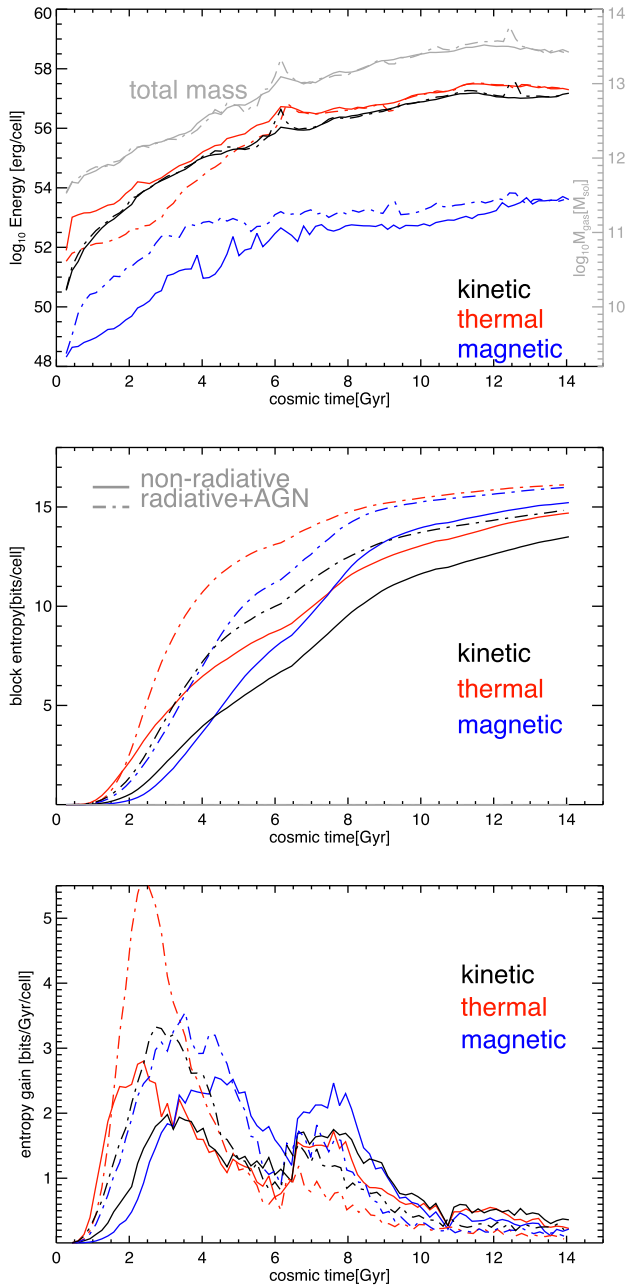 60
58
56
54
52
50
48
14
13
12
11
10
log₁₀ Energy [erg/cell]
log₁₀M_gas[M_sol]
total mass
kinetic
thermal
magnetic
0 2 4 6 8 10 12 14
cosmic time[Gyr]
non-radiative
radiative+AGN
15
10
5
block entropy[bits/cell]
kinetic
thermal
magnetic
0 2 4 6 8 10 12 14
cosmic time[Gyr]
5
4
3
2
1
entropy gain [bits/Gyr/cell]
kinetic
thermal
magnetic
0 2 4 6 8 10 12 14
cosmic time[Gyr]